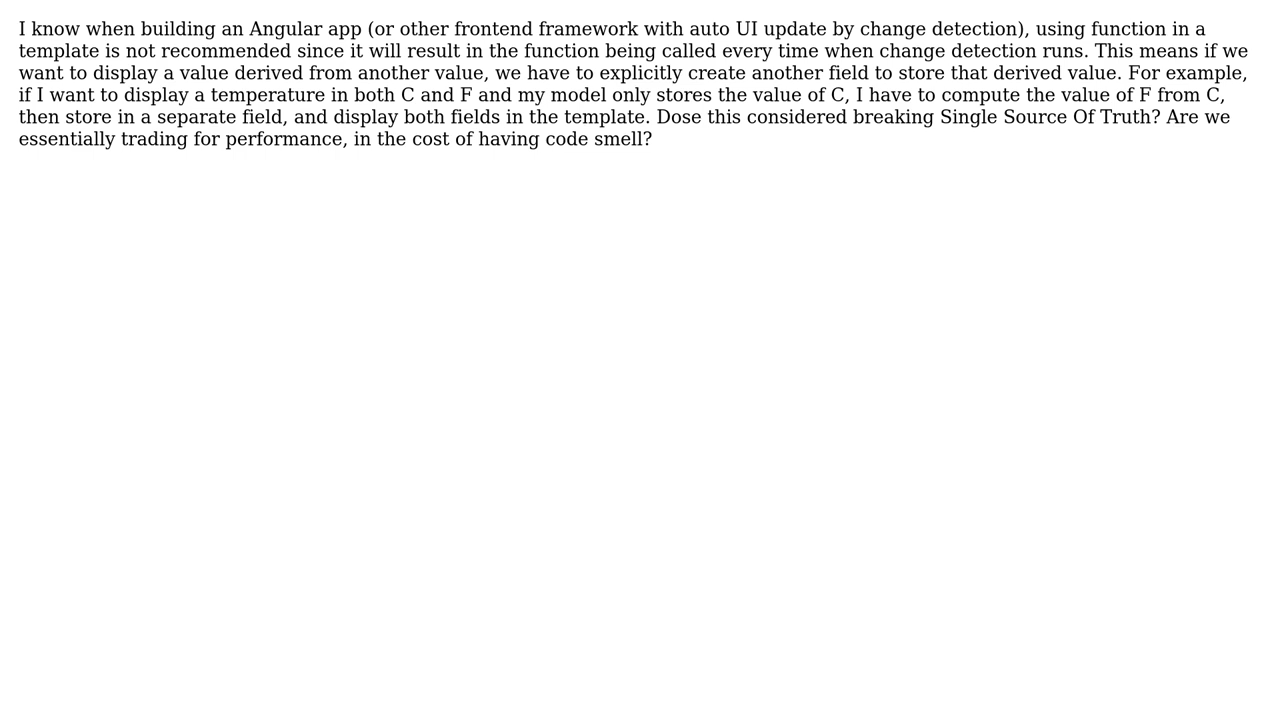 I know when building an Angular app (or other frontend framework with auto UI update by change detection), using function in a
template is not recommended since it will result in the function being called every time when change detection runs. This means if we
want to display a value derived from another value, we have to explicitly create another field to store that derived value. For example,
if I want to display a temperature in both C and F and my model only stores the value of C, I have to compute the value of F from C,
then store in a separate field, and display both fields in the template. Dose this considered breaking Single Source Of Truth? Are we
essentially trading for performance, in the cost of having code smell?